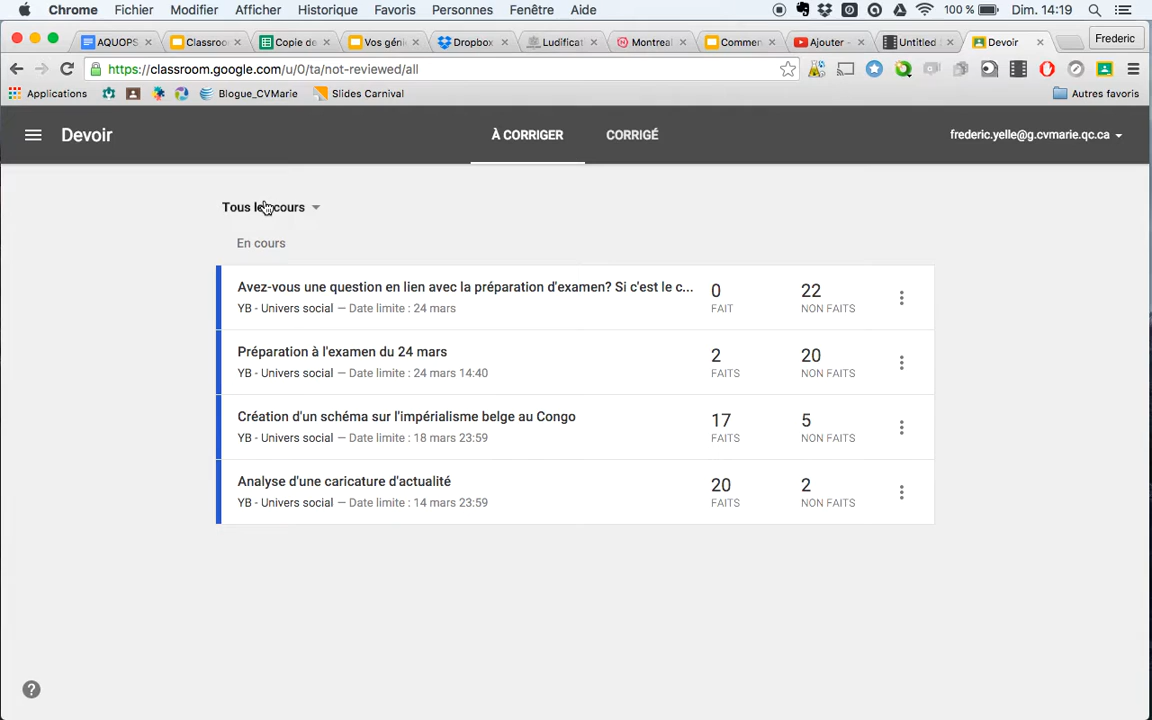 Chrome Fichier Modifier Afficher Historique Favoris Personnes Fenêtre Aide 100 % Dim. 14:19
AQUOPS Classroo Copie de Vos géni Dropbox Ludificat Montreal Commen Ajouter - Untitled Devoir Frederic
https://classroom.google.com/u/0/ta/not-reviewed/all
Applications Blogue_CVMarie Slides Carnival Autres favoris
Devoir À CORRIGER CORRIGÉ frederic.yelle@g.cvmarie.qc.ca
Tous les cours
En cours
Avez-vous une question en lien avec la préparation d'examen? Si c'est le c... 0 22
YB - Univers social — Date limite : 24 mars FAIT NON FAITS
Préparation à l'examen du 24 mars 2 20
YB - Univers social — Date limite : 24 mars 14:40 FAITS NON FAITS
Création d'un schéma sur l'impérialisme belge au Congo 17 5
YB - Univers social — Date limite : 18 mars 23:59 FAITS NON FAITS
Analyse d'une caricature d'actualité 20 2
YB - Univers social — Date limite : 14 mars 23:59 FAITS NON FAITS
?